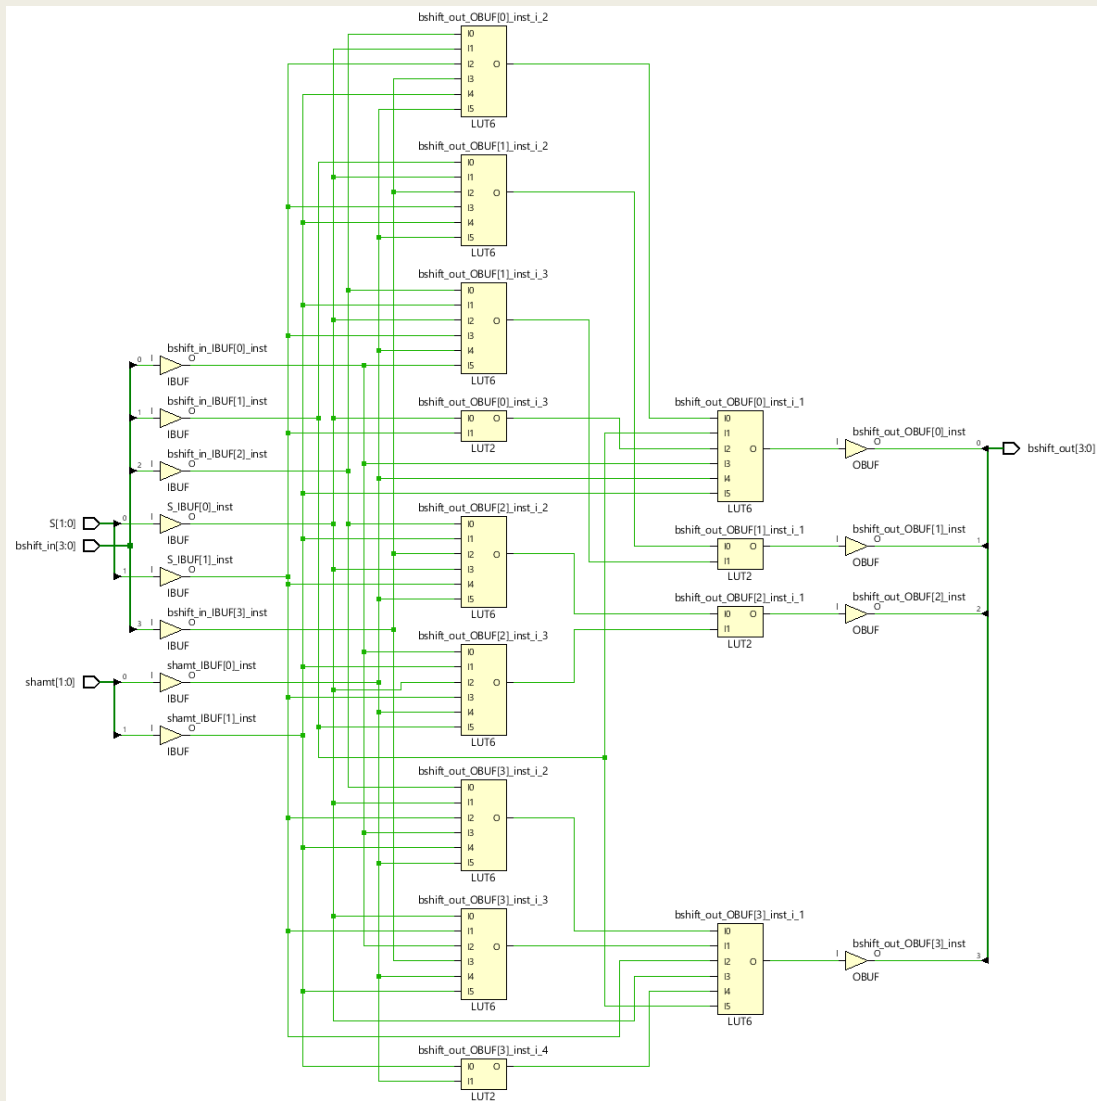 bshift_out_OBUF[0]_inst_i_2
I0
I1
I2
O
I3
I4
I5
LUT6
bshift_out_OBUF[1]_inst_i_2
I0
I1
I2
O
I3
I4
I5
LUT6
bshift_out_OBUF[1]_inst_i_3
I0
I1
I2
O
I3
I4
I5
LUT6
bshift_out_OBUF[0]_inst_i_3
I0
O
I1
LUT2
bshift_out_OBUF[2]_inst_i_2
I0
I1
I2
O
I3
I4
I5
LUT6
bshift_out_OBUF[2]_inst_i_3
I0
I1
I2
O
I3
I4
I5
LUT6
bshift_out_OBUF[3]_inst_i_2
I0
I1
I2
O
I3
I4
I5
LUT6
bshift_out_OBUF[3]_inst_i_3
I0
I1
I2
O
I3
I4
I5
LUT6
bshift_out_OBUF[3]_inst_i_4
I0
O
I1
LUT2
S[1:0]
bshift_in[3:0]
shamt[1:0]
bshift_in_IBUF[0]_inst
0
I
O
IBUF
bshift_in_IBUF[1]_inst
1
I
O
IBUF
bshift_in_IBUF[2]_inst
2
I
O
IBUF
S_IBUF[0]_inst
0
I
O
IBUF
S_IBUF[1]_inst
1
I
O
IBUF
bshift_in_IBUF[3]_inst
3
I
O
IBUF
shamt_IBUF[0]_inst
0
I
O
IBUF
shamt_IBUF[1]_inst
1
I
O
IBUF
bshift_out_OBUF[0]_inst_i_1
I0
I1
I2
O
I3
I4
I5
LUT6
bshift_out_OBUF[1]_inst_i_1
I0
O
I1
LUT2
bshift_out_OBUF[2]_inst_i_1
I0
O
I1
LUT2
bshift_out_OBUF[3]_inst_i_1
I0
I1
I2
O
I3
I4
I5
LUT6
bshift_out_OBUF[0]_inst
I
O
0
OBUF
bshift_out_OBUF[1]_inst
I
O
1
OBUF
bshift_out_OBUF[2]_inst
I
O
2
OBUF
bshift_out_OBUF[3]_inst
I
O
3
OBUF
bshift_out[3:0]